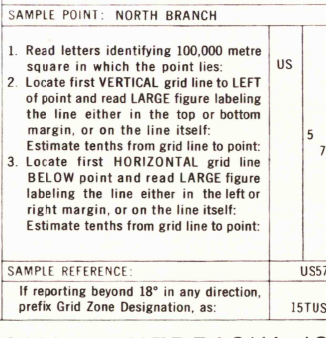 SAMPLE POINT: NORTH BRANCH
1. Read letters identifying 100,000 metre
square in which the point lies:
US
2. Locate first VERTICAL grid line to LEFT
of point and read LARGE figure labeling
the line either in the top or bottom
margin, or on the line itself:
5
Estimate tenths from grid line to point:
7
3. Locate first HORIZONTAL grid line
BELOW point and read LARGE figure
labeling the line either in the left or
right margin, or on the line itself:
Estimate tenths from grid line to point:
SAMPLE REFERENCE:
US57
If reporting beyond 18° in any direction,
prefix Grid Zone Designation, as:
15TUS